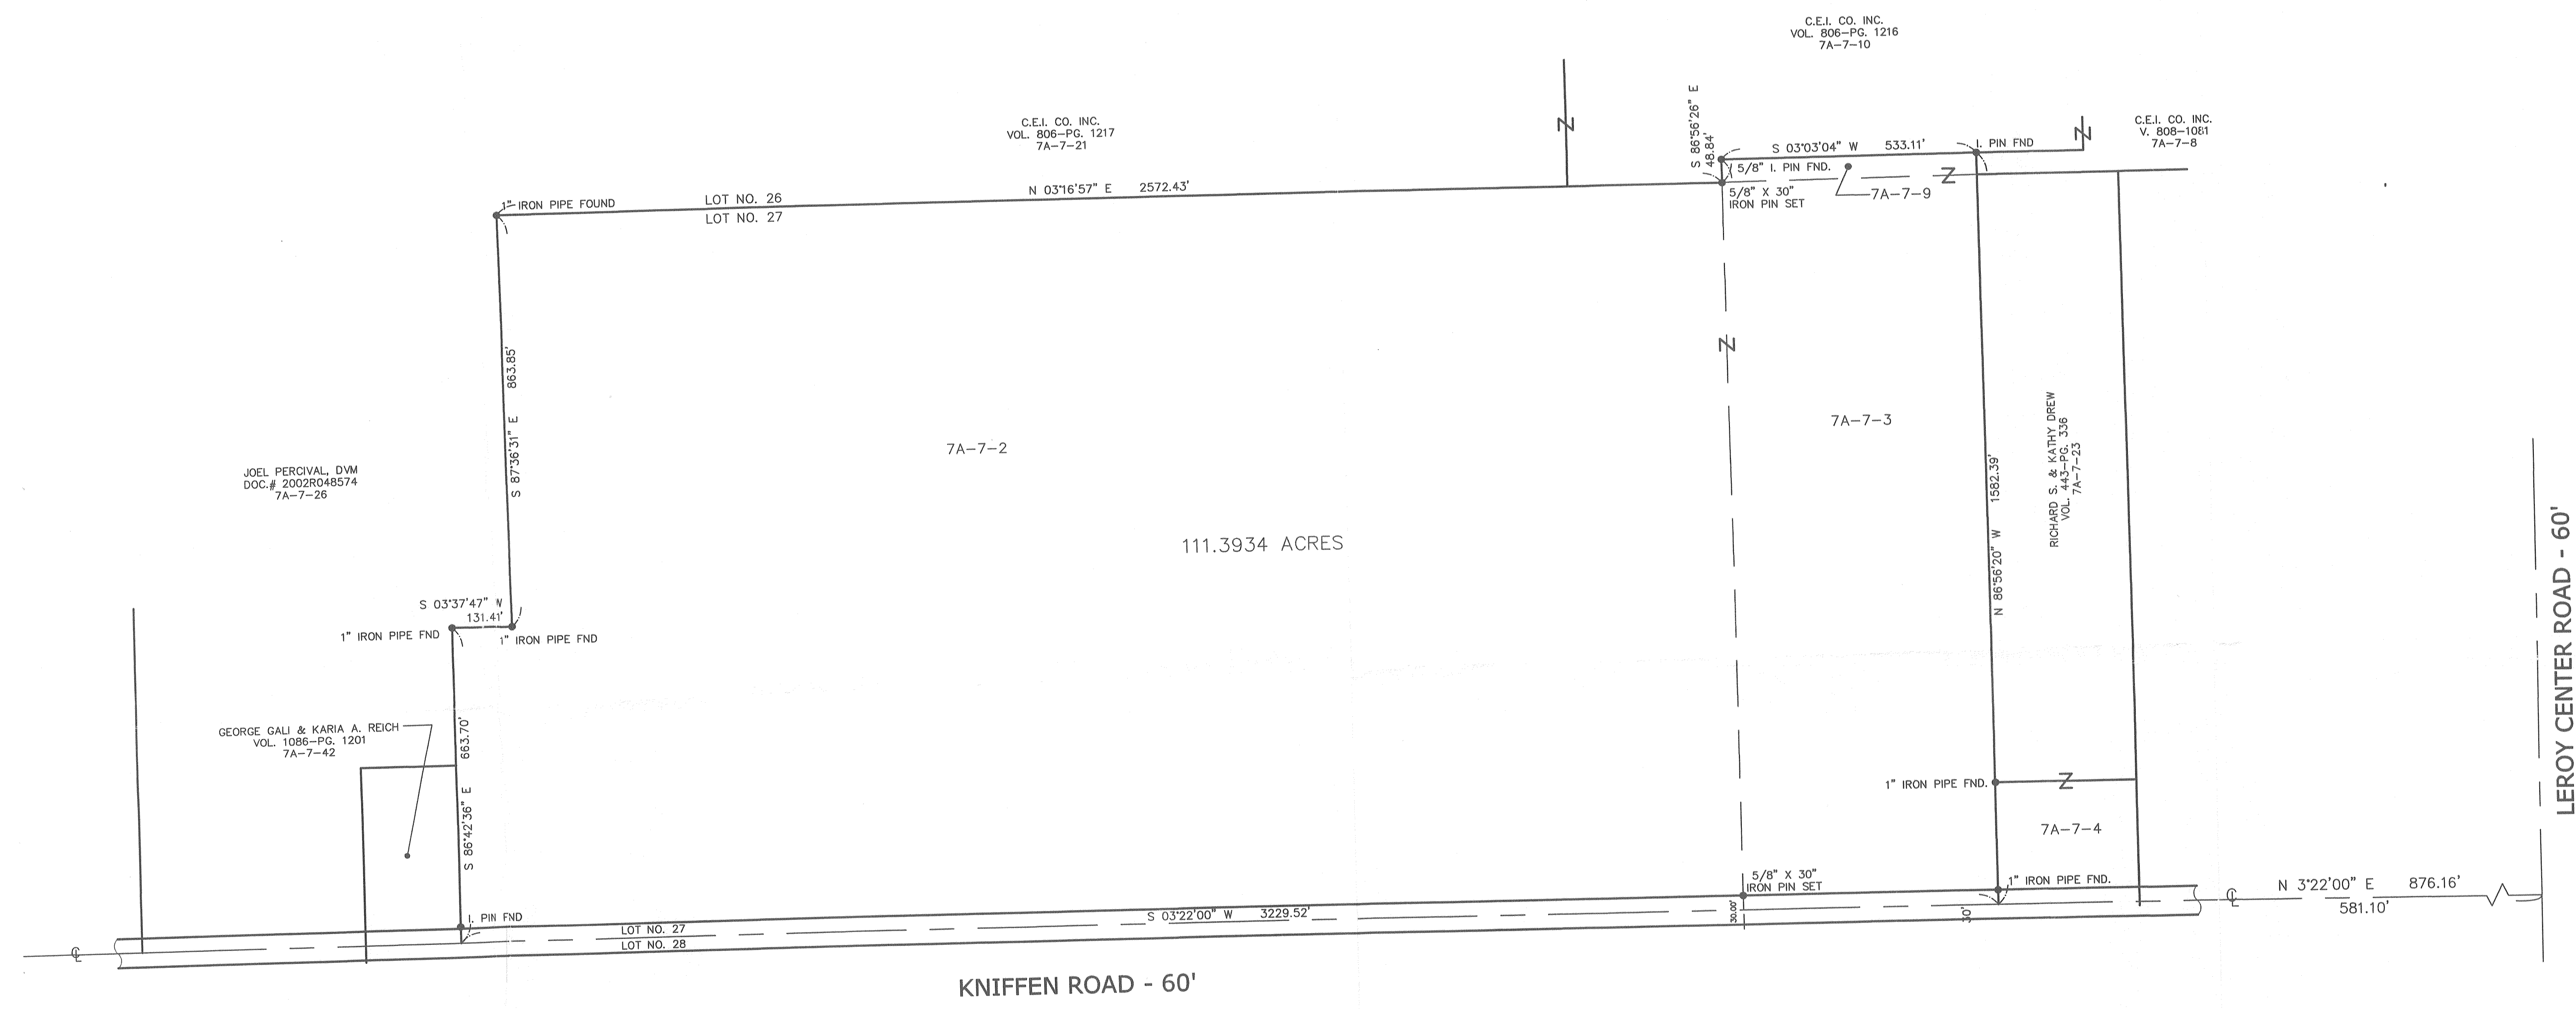 C.E.I. CO. INC.
VOL. 806-PG. 1216
7A-7-10
C.E.I. CO. INC.
VOL. 806-PG. 1217
7A-7-21
C.E.I. CO. INC.
V. 808-1081
7A-7-8
S 86°56'26" E
48.84'
S 03°03'04" W 533.11'
I. PIN FND
5/8" I. PIN FND.
5/8" X 30"
IRON PIN SET
7A-7-9
N 03°16'57" E 2572.43'
1" IRON PIPE FOUND
LOT NO. 26
LOT NO. 27
S 87°36'31" E 863.85'
7A-7-2
7A-7-3
111.3934 ACRES
N 86°56'20" W 1582.39'
RICHARD S. & KATHY DREW
VOL. 443-PG. 336
7A-7-23
JOEL PERCIVAL, DVM
DOC.# 2002R048574
7A-7-26
S 03°37'47" W
131.41'
1" IRON PIPE FND
1" IRON PIPE FND
GEORGE GALI & KARIA A. REICH
VOL. 1086-PG. 1201
7A-7-42
S 86°42'36" E 663.70'
1" IRON PIPE FND.
7A-7-4
5/8" X 30"
IRON PIN SET
1" IRON PIPE FND.
I. PIN FND
S 03°22'00" W 3229.52'
30.00'
30'
LOT NO. 27
LOT NO. 28
N 3°22'00" E 876.16'
581.10'
KNIFFEN ROAD - 60'
LEROY CENTER ROAD - 60'